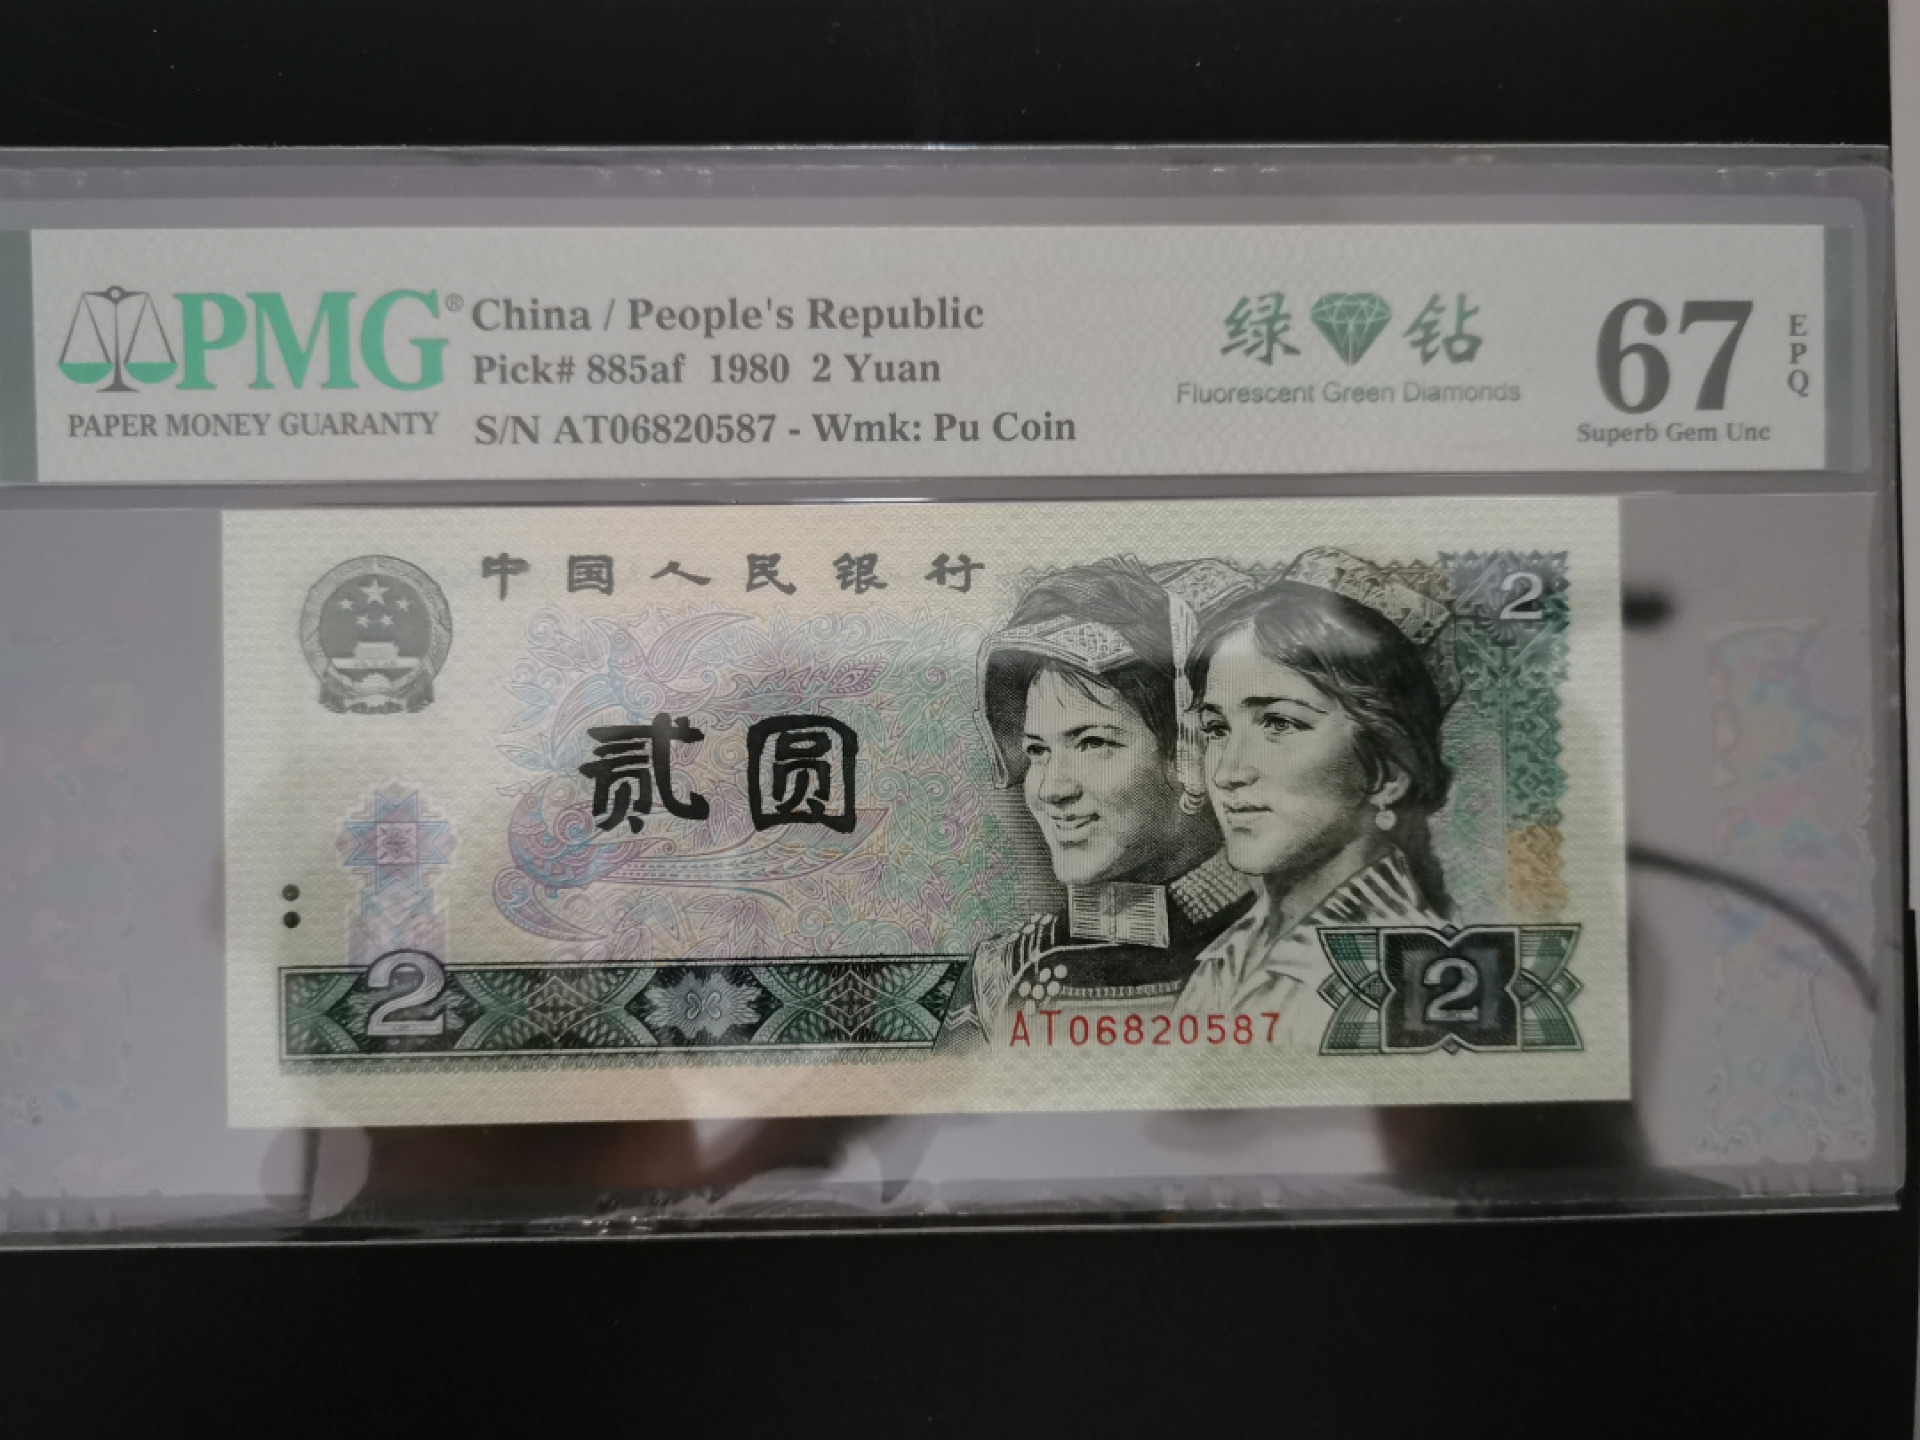 PMG® China / People's Republic
Pick# 885af 1980 2 Yuan
PAPER MONEY GUARANTY S/N AT06820587 - Wmk: Pu Coin
绿 钻
Fluorescent Green Diamonds
67 EPQ
Superb Gem Unc
中国人民银行
2
贰圆
2
AT06820587
2